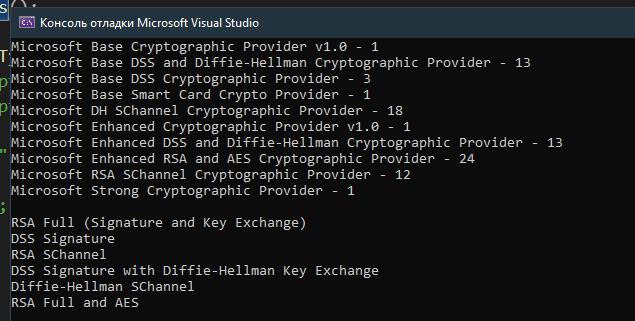 s();
Консоль отладки Microsoft Visual Studio
Microsoft Base Cryptographic Provider v1.0 - 1
Microsoft Base DSS and Diffie-Hellman Cryptographic Provider - 13
Microsoft Base DSS Cryptographic Provider - 3
Microsoft Base Smart Card Crypto Provider - 1
Microsoft DH SChannel Cryptographic Provider - 18
Microsoft Enhanced Cryptographic Provider v1.0 - 1
Microsoft Enhanced DSS and Diffie-Hellman Cryptographic Provider - 13
Microsoft Enhanced RSA and AES Cryptographic Provider - 24
Microsoft RSA SChannel Cryptographic Provider - 12
Microsoft Strong Cryptographic Provider - 1
RSA Full (Signature and Key Exchange)
DSS Signature
RSA SChannel
DSS Signature with Diffie-Hellman Key Exchange
Diffie-Hellman SChannel
RSA Full and AES